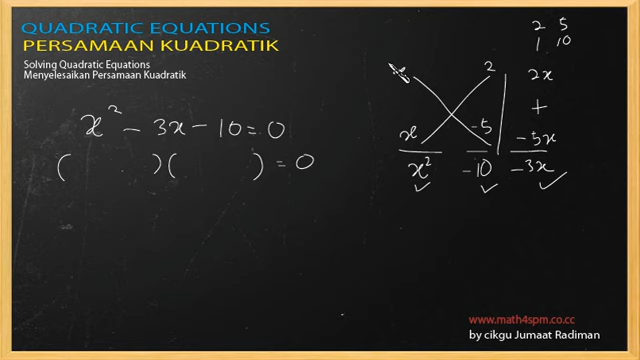 QUADRATIC EQUATIONS
PERSAMAAN KUADRATIK
Solving Quadratic Equations
Menyelesaikan Persamaan Kuadratik
x² - 3x - 10 = 0
(        )(        ) = 0
2 5
1 10
2 2x
+
x -5 -5x
x² -10 -3x
www.math4spm.co.cc
by cikgu Jumaat Radiman